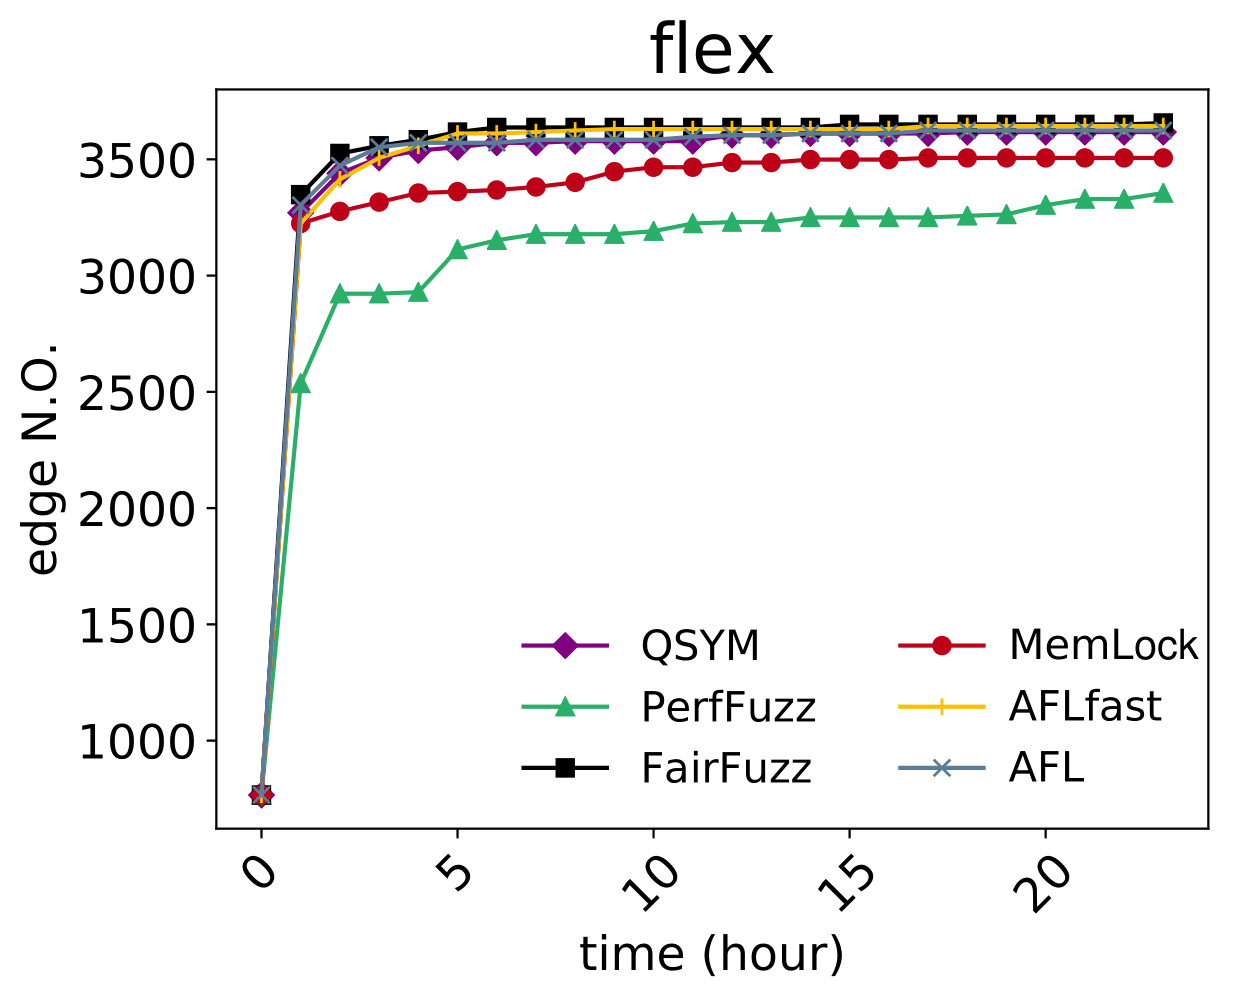 flex
edge N.O.
3500
3000
2500
2000
1500
1000
QSYM
PerfFuzz
FairFuzz
MemLock
AFLfast
AFL
0 5 10 15 20
time (hour)